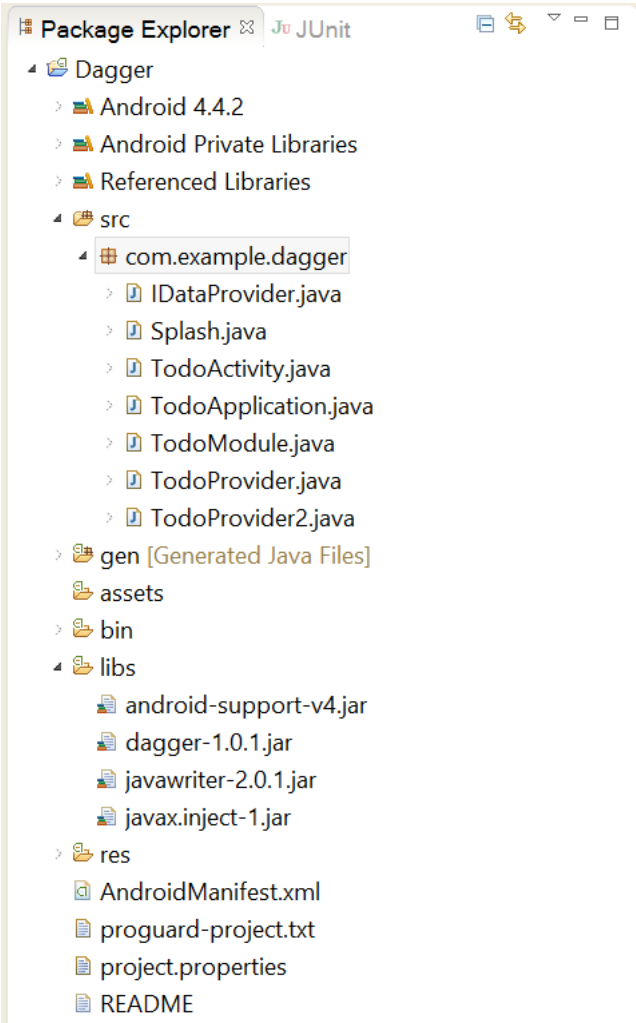 Package Explorer JUnit
Dagger
Android 4.4.2
Android Private Libraries
Referenced Libraries
src
com.example.dagger
IDataProvider.java
Splash.java
TodoActivity.java
TodoApplication.java
TodoModule.java
TodoProvider.java
TodoProvider2.java
gen [Generated Java Files]
assets
bin
libs
android-support-v4.jar
dagger-1.0.1.jar
javawriter-2.0.1.jar
javax.inject-1.jar
res
AndroidManifest.xml
proguard-project.txt
project.properties
README